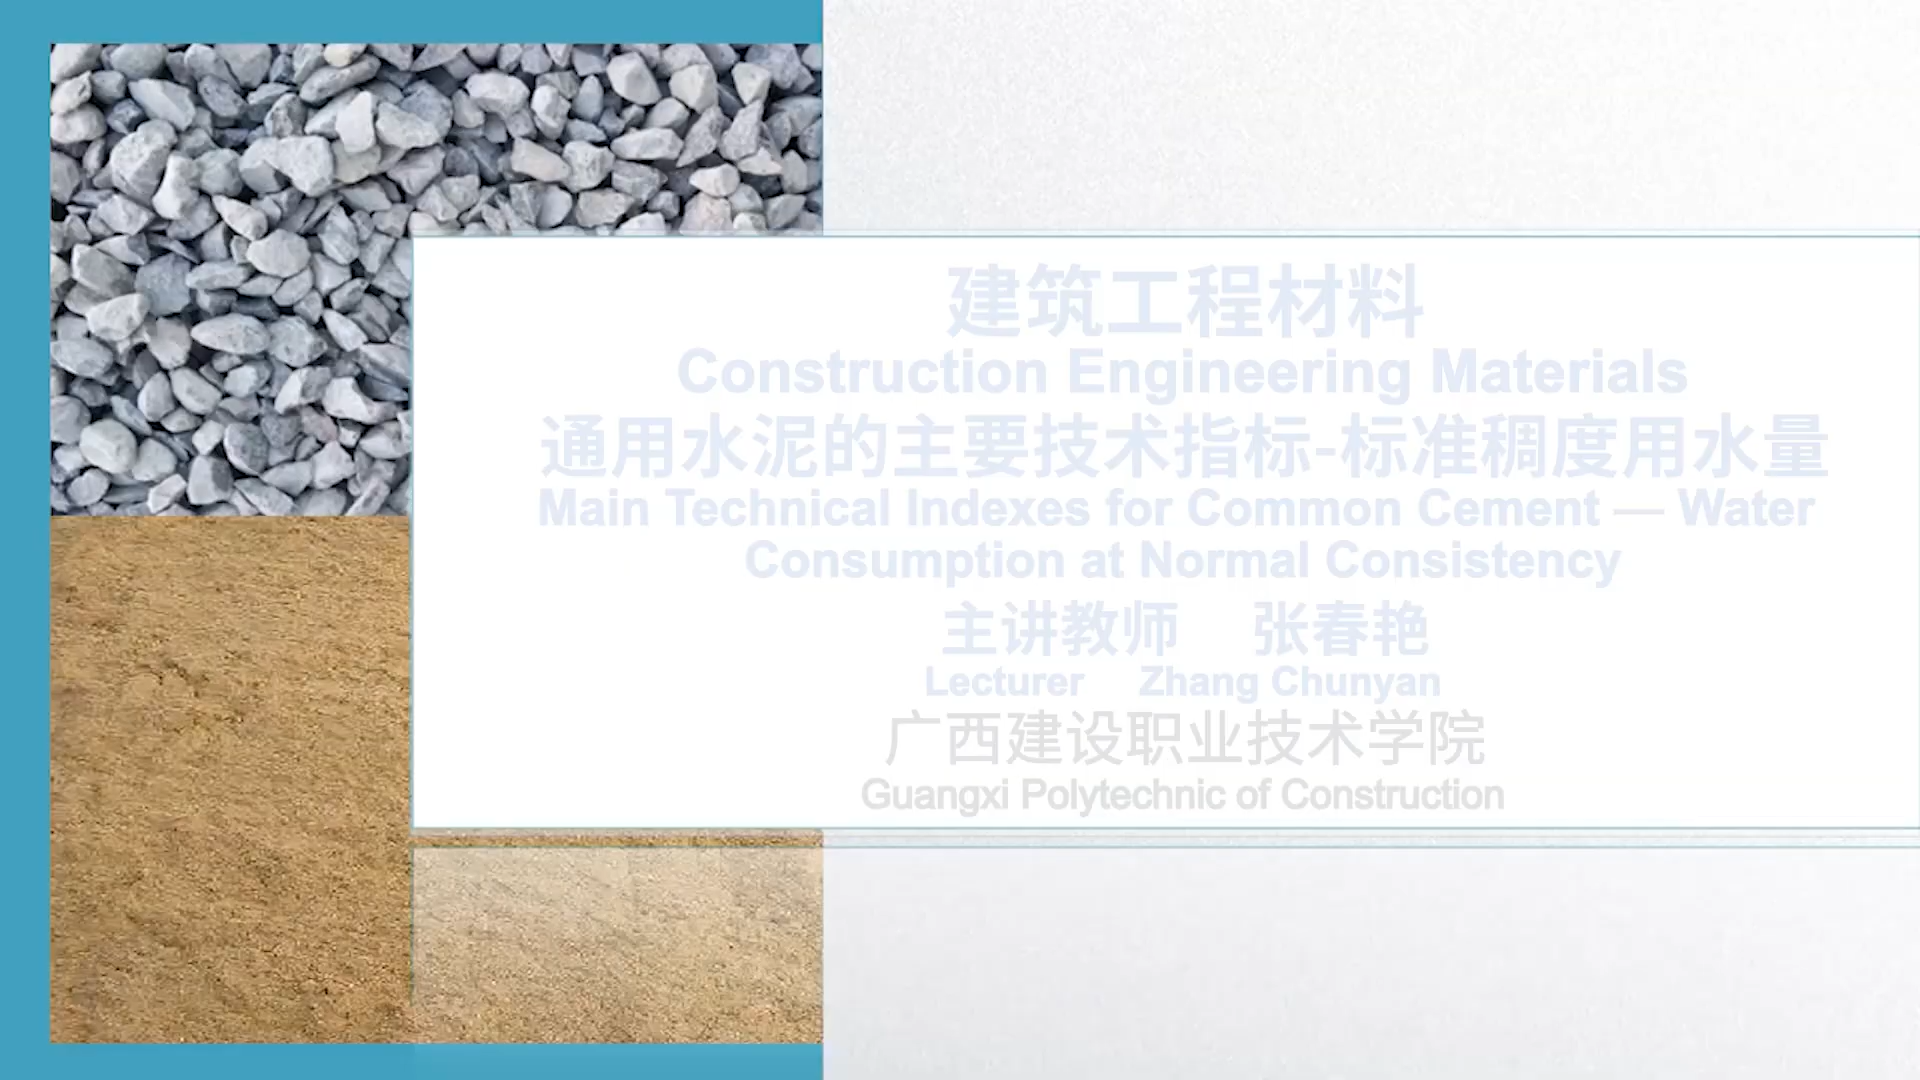 建筑工程材料
Construction Engineering Materials
通用水泥的主要技术指标-标准稠度用水量
Main Technical Indexes for Common Cement — Water
Consumption at Normal Consistency
主讲教师 张春艳
Lecturer Zhang Chunyan
广西建设职业技术学院
Guangxi Polytechnic of Construction